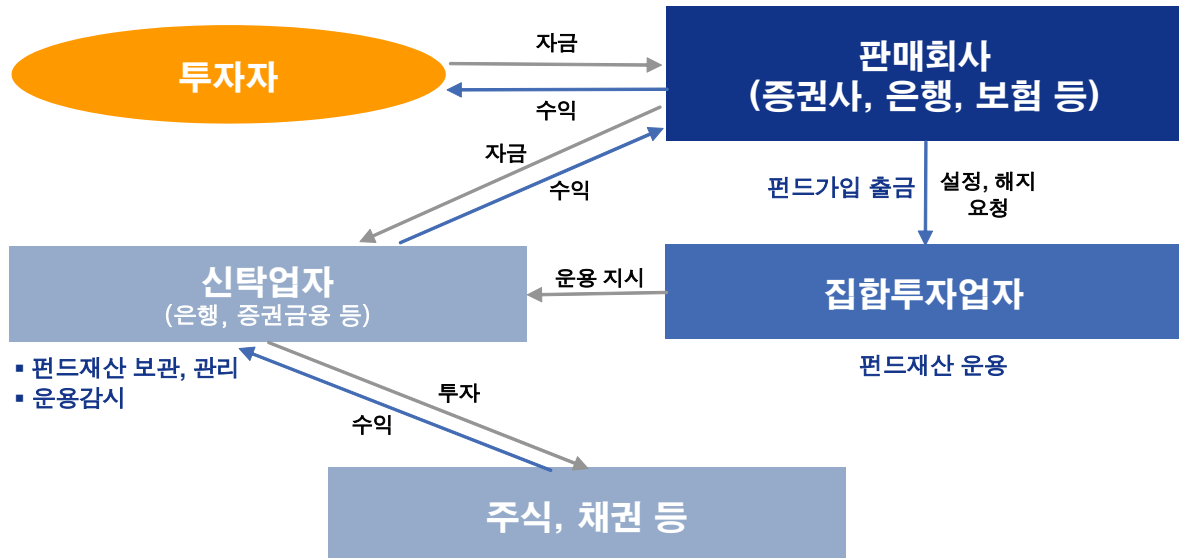 투자자
자금
수익
판매회사
(증권사, 은행, 보험 등)
자금
수익
펀드가입 출금
설정, 해지
요청
신탁업자
(은행, 증권금융 등)
운용 지시
집합투자업자
▪ 펀드재산 보관, 관리
▪ 운용감시
펀드재산 운용
투자
수익
주식, 채권 등